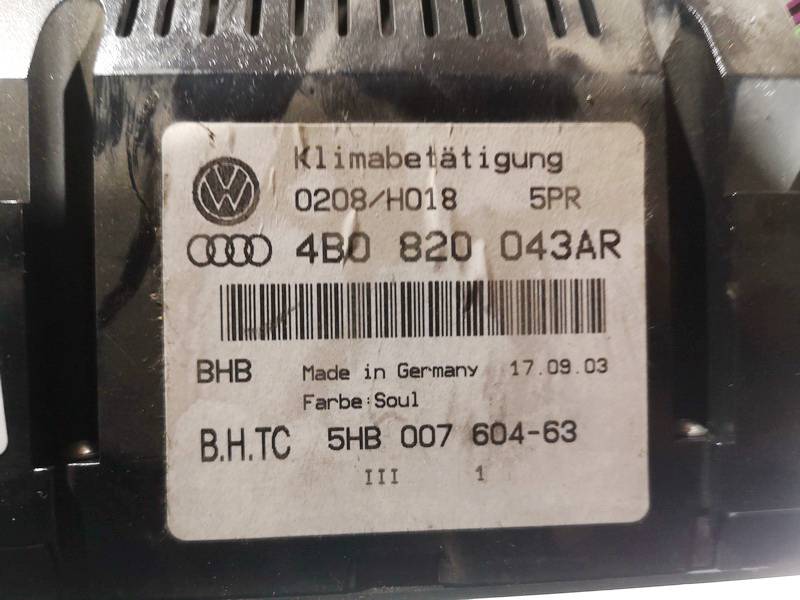 Klimabetätigung
0208/H018 5PR
4B0 820 043AR
BHB Made in Germany 17.09.03
Farbe:Soul
B.H.TC 5HB 007 604-63
III 1